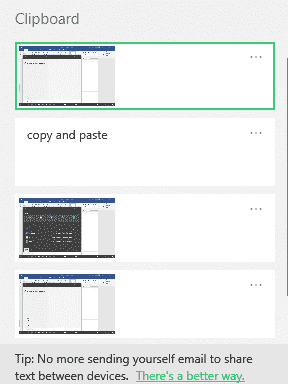 Clipboard
copy and paste
Tip: No more sending yourself email to share
text between devices. There's a better way.